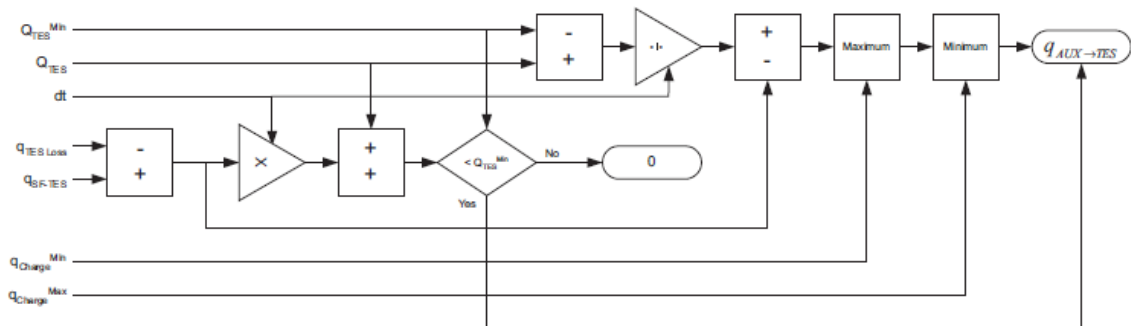 Q_TES^Min
- +
-|-
+ -
Maximum
Minimum
q AUX→TES
Q_TES
dt
q_TES Loss
q_SF-TES
- +
X
+ +
< Q_TES^Min
No
0
Yes
q_Charge^Min
q_Charge^Max